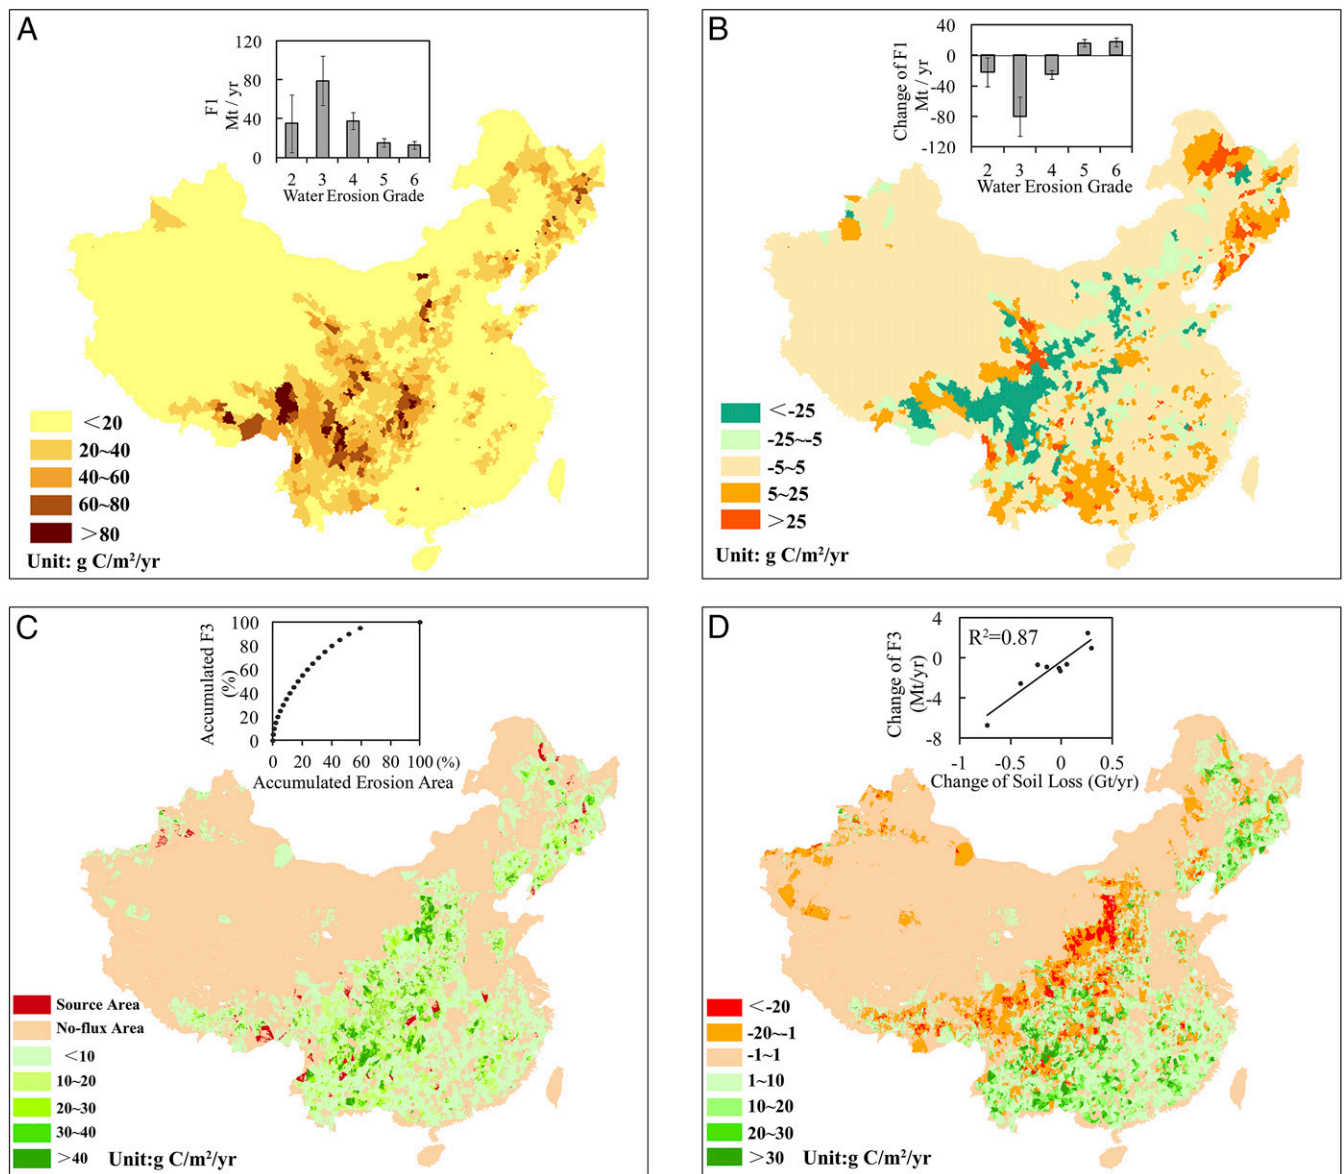 A
120
80
40
0
F1
Mt / yr
2 3 4 5 6
Water Erosion Grade
<20
20~40
40~60
60~80
>80
Unit: g C/m²/yr
B
40
0
-40
-80
-120
Change of F1
Mt / yr
2 3 4 5 6
Water Erosion Grade
<-25
-25~-5
-5~5
5~25
>25
Unit: g C/m²/yr
C
100
80
60
40
20
0
Accumulated F3
(%)
0 20 40 60 80 100 (%)
Accumulated Erosion Area
Source Area
No-flux Area
<10
10~20
20~30
30~40
>40
Unit:g C/m²/yr
D
4
0
-4
-8
Change of F3
(Mt/yr)
R²=0.87
-1 -0.5 0 0.5
Change of Soil Loss (Gt/yr)
<-20
-20~-1
-1~1
1~10
10~20
20~30
>30
Unit:g C/m²/yr